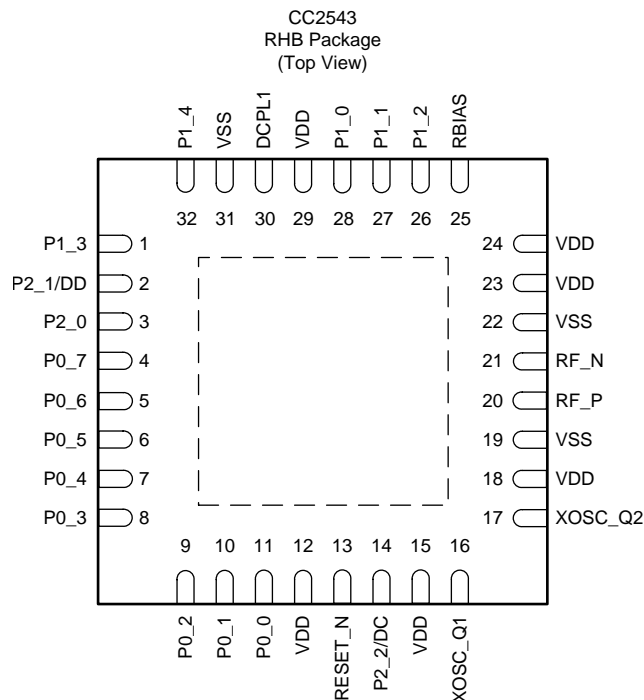 CC2543
RHB Package
(Top View)
P1_4
VSS
DCPL1
VDD
P1_0
P1_1
P1_2
RBIAS
32 31 30 29 28 27 26 25
P1_3 1
P2_1/DD 2
P2_0 3
P0_7 4
P0_6 5
P0_5 6
P0_4 7
P0_3 8
24 VDD
23 VDD
22 VSS
21 RF_N
20 RF_P
19 VSS
18 VDD
17 XOSC_Q2
9 10 11 12 13 14 15 16
P0_2
P0_1
P0_0
VDD
RESET_N
P2_2/DC
VDD
XOSC_Q1